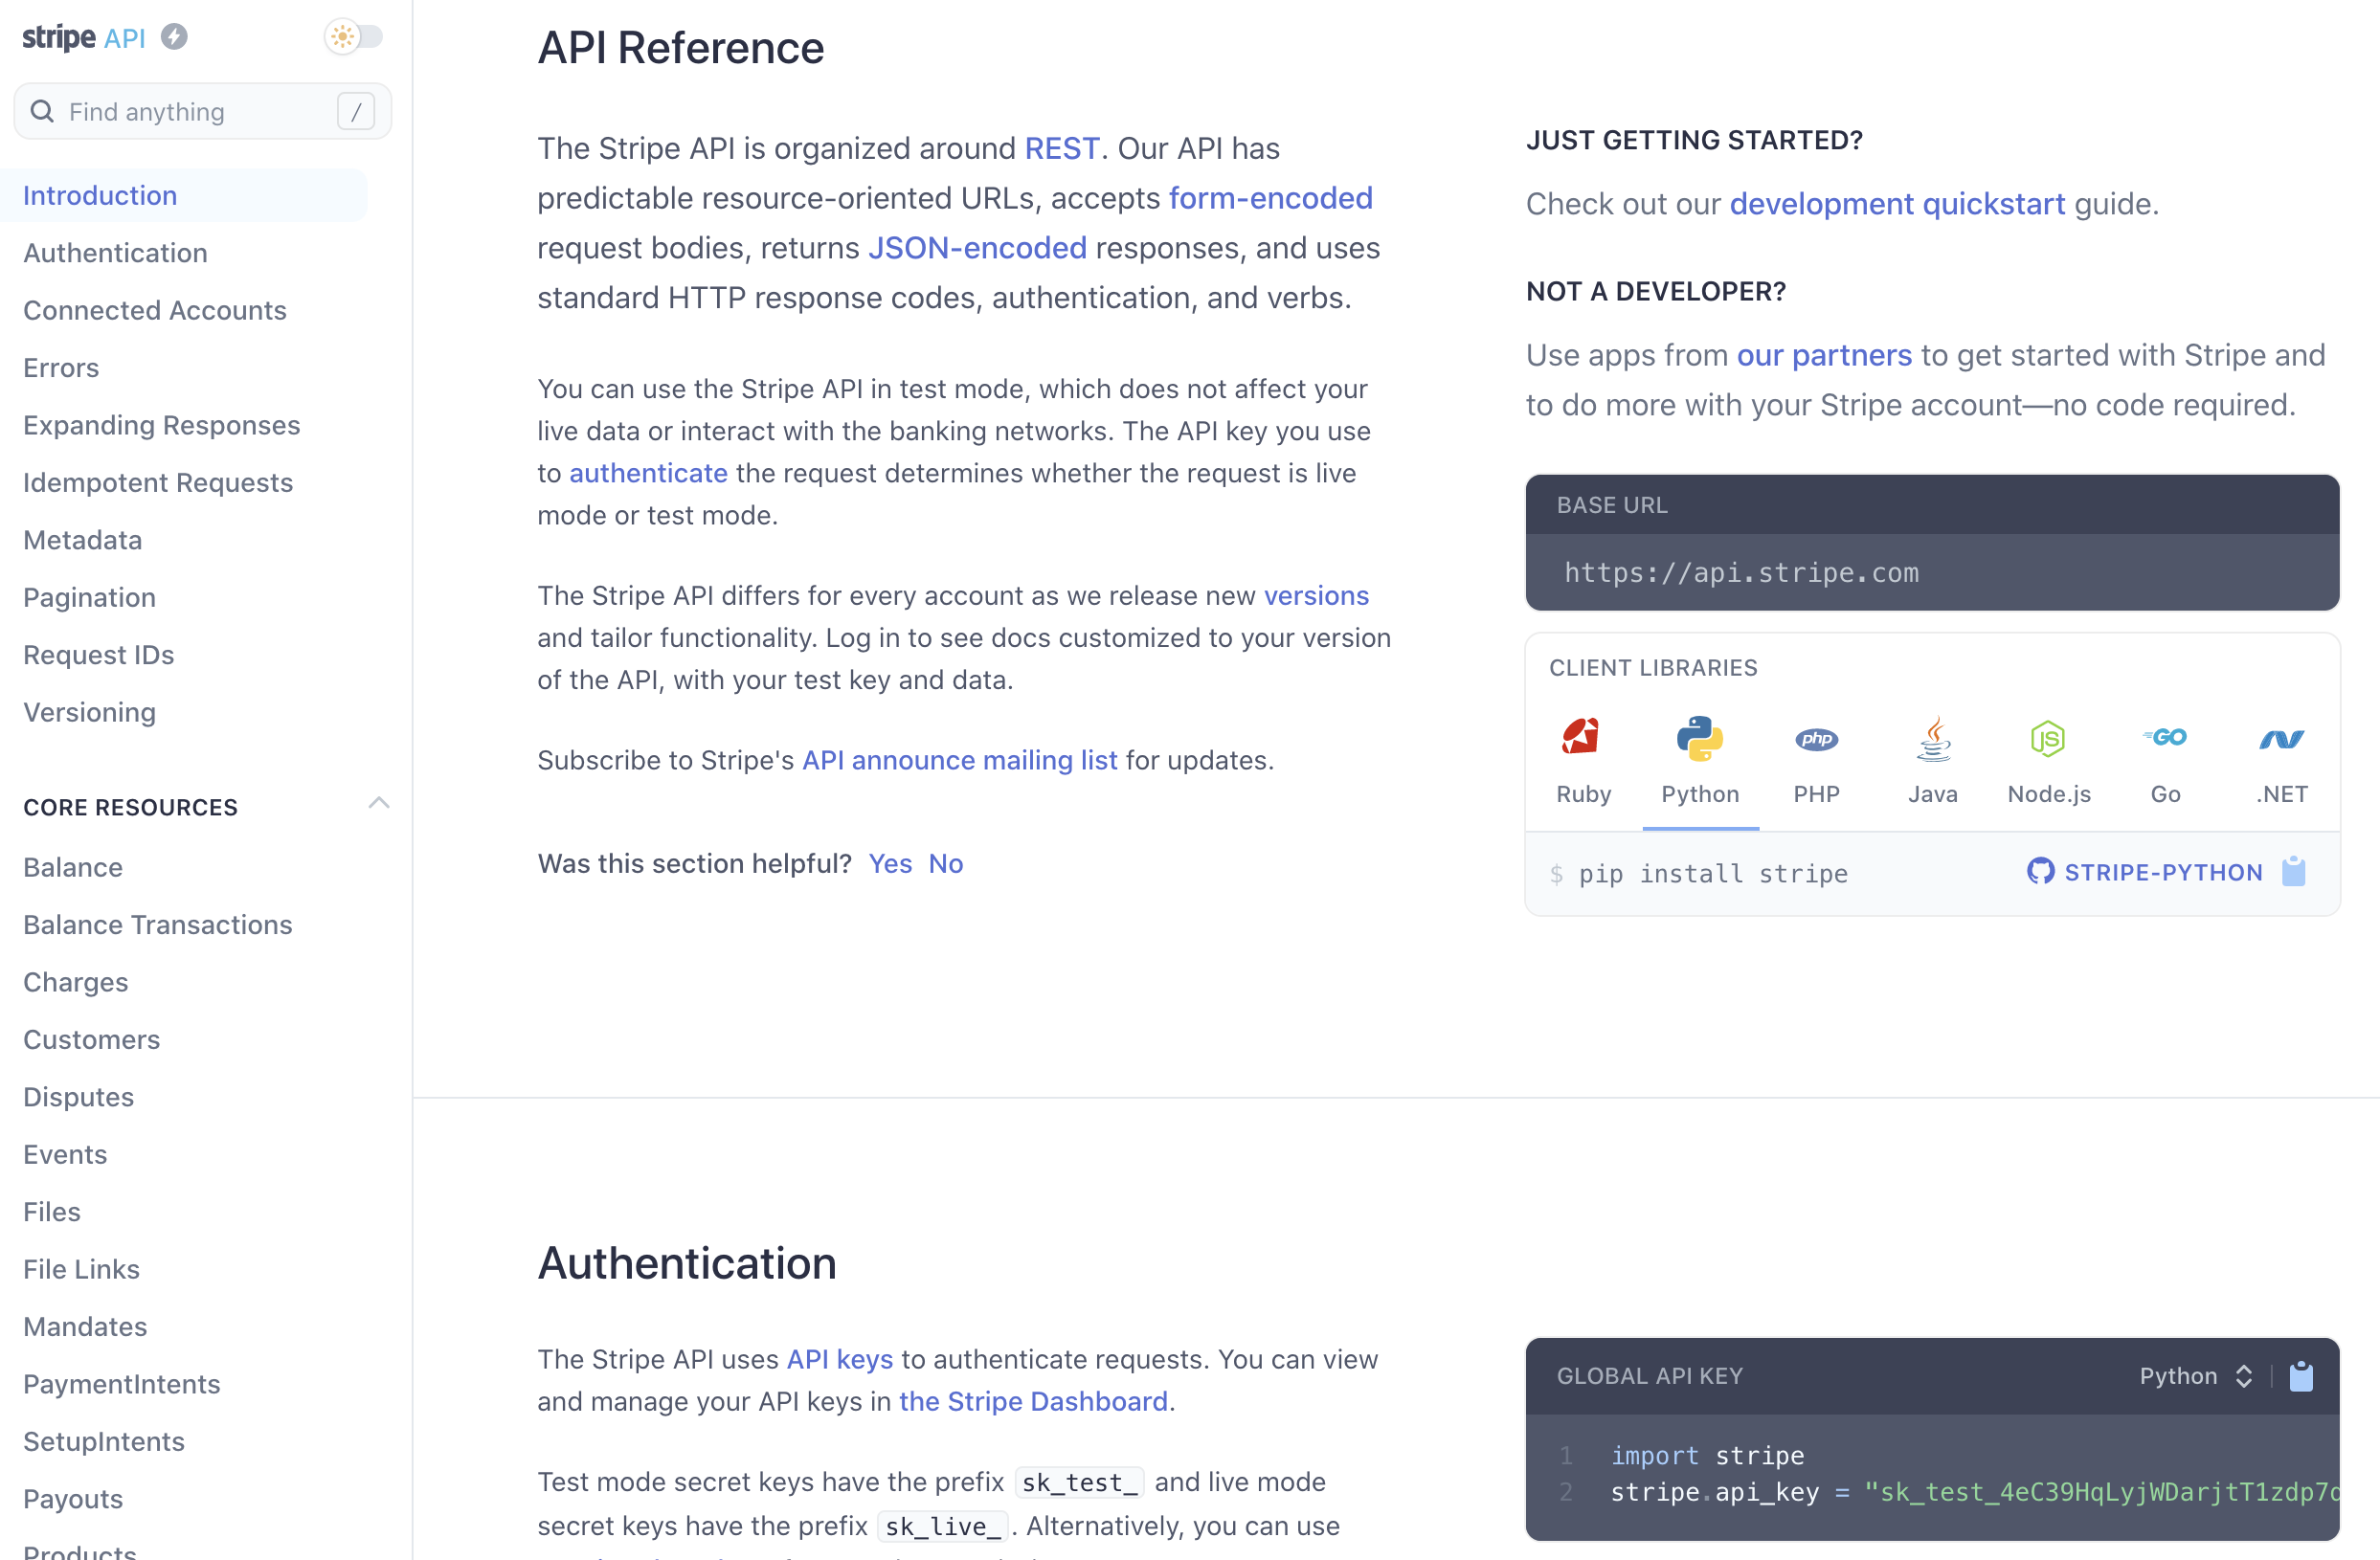 stripe API
Find anything
/
Introduction
Authentication
Connected Accounts
Errors
Expanding Responses
Idempotent Requests
Metadata
Pagination
Request IDs
Versioning
CORE RESOURCES
Balance
Balance Transactions
Charges
Customers
Disputes
Events
Files
File Links
Mandates
PaymentIntents
SetupIntents
Payouts
Products
API Reference
The Stripe API is organized around REST. Our API has
predictable resource-oriented URLs, accepts form-encoded
request bodies, returns JSON-encoded responses, and uses
standard HTTP response codes, authentication, and verbs.
You can use the Stripe API in test mode, which does not affect your
live data or interact with the banking networks. The API key you use
to authenticate the request determines whether the request is live
mode or test mode.
The Stripe API differs for every account as we release new versions
and tailor functionality. Log in to see docs customized to your version
of the API, with your test key and data.
Subscribe to Stripe's API announce mailing list for updates.
Was this section helpful? Yes No
JUST GETTING STARTED?
Check out our development quickstart guide.
NOT A DEVELOPER?
Use apps from our partners to get started with Stripe and
to do more with your Stripe account—no code required.
BASE URL
https://api.stripe.com
CLIENT LIBRARIES
php
JS
GO
Ruby Python PHP Java Node.js Go .NET
$ pip install stripe STRIPE-PYTHON
Authentication
The Stripe API uses API keys to authenticate requests. You can view
and manage your API keys in the Stripe Dashboard.
Test mode secret keys have the prefix sk_test_ and live mode
secret keys have the prefix sk_live_. Alternatively, you can use
GLOBAL API KEY Python
1 import stripe
2 stripe.api_key = "sk_test_4eC39HqLyjWDarjtT1zdp7d